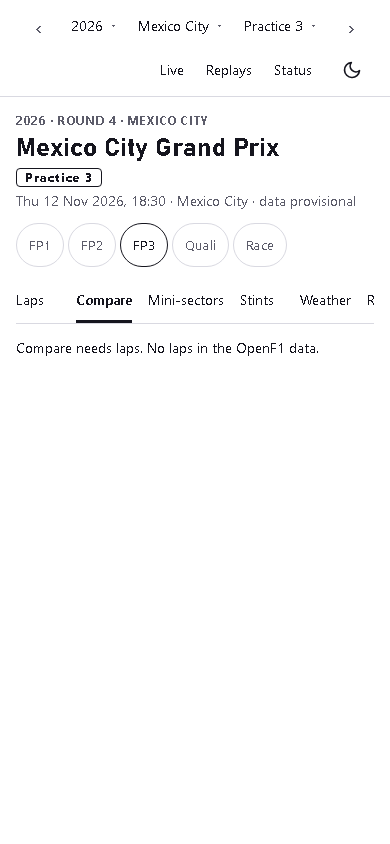 ‹ 2026 Mexico City Practice 3 ›
Live Replays Status
2026 · ROUND 4 · MEXICO CITY
Mexico City Grand Prix
Practice 3
Thu 12 Nov 2026, 18:30 · Mexico City · data provisional
FP1 FP2 FP3 Quali Race
Laps Compare Mini-sectors Stints Weather R
Compare needs laps. No laps in the OpenF1 data.